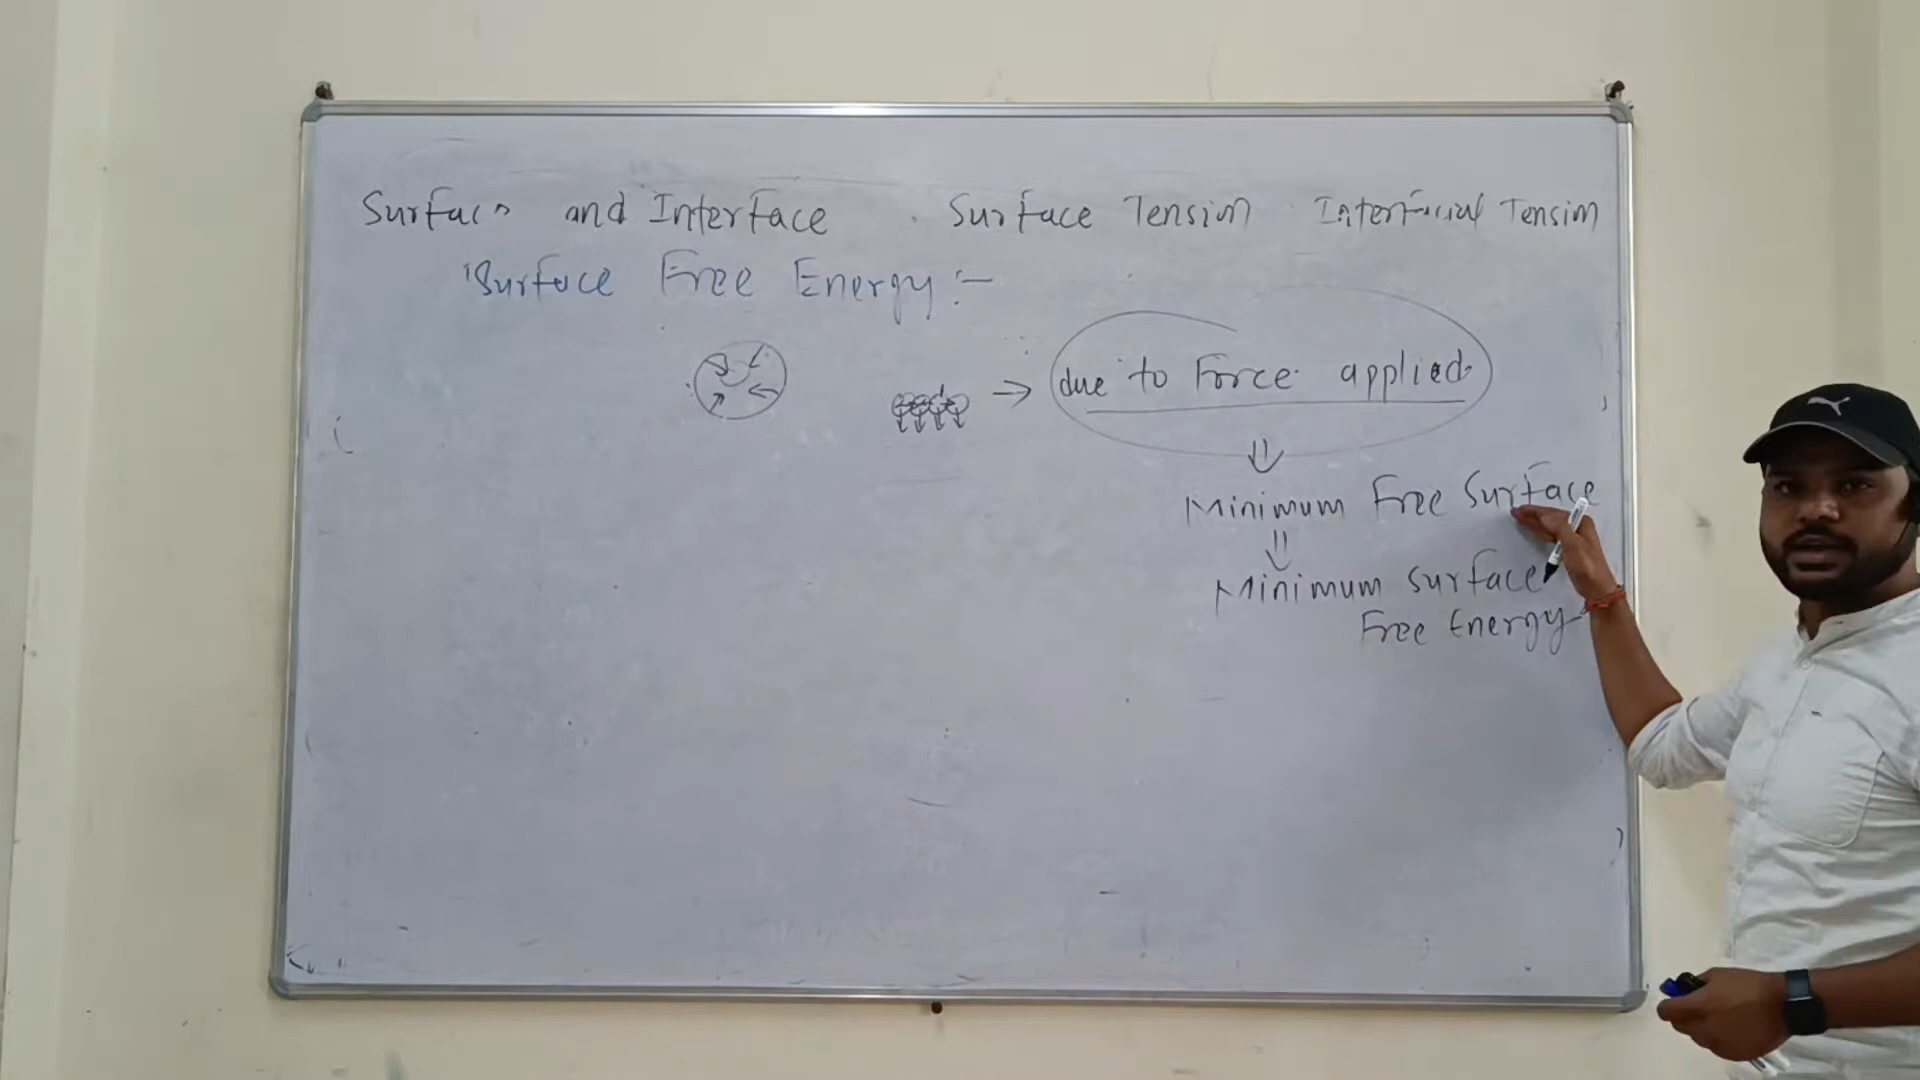 Surface and Interface . Surface Tension Interfacial Tension
Surface Free Energy :-
→ due to Force applied
⇓
Minimum Free Surface
⇓
Minimum Surface
Free Energy